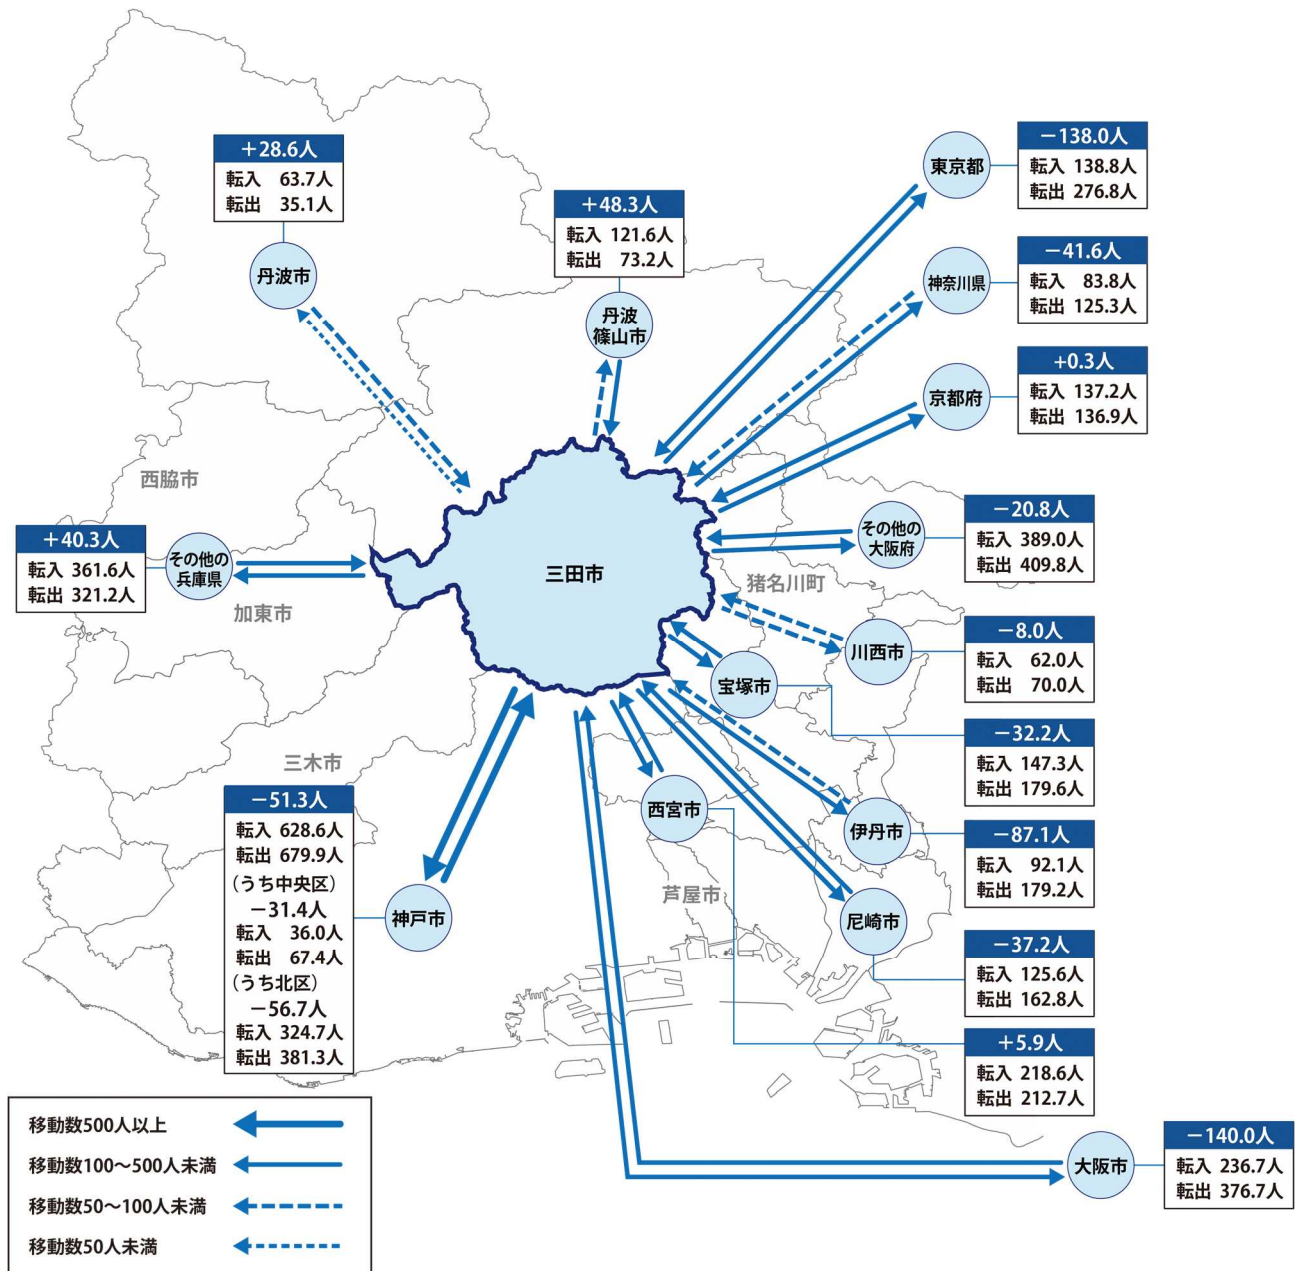 +28.6人
転入 63.7人
転出 35.1人
丹波市
+48.3人
転入 121.6人
転出 73.2人
丹波
篠山市
東京都
−138.0人
転入 138.8人
転出 276.8人
神奈川県
−41.6人
転入 83.8人
転出 125.3人
京都府
+0.3人
転入 137.2人
転出 136.9人
西脇市
+40.3人
転入 361.6人
転出 321.2人
その他の
兵庫県
加東市
三田市
その他の
大阪府
−20.8人
転入 389.0人
転出 409.8人
猪名川町
川西市
−8.0人
転入 62.0人
転出 70.0人
宝塚市
−32.2人
転入 147.3人
転出 179.6人
三木市
−51.3人
転入 628.6人
転出 679.9人
(うち中央区)
−31.4人
転入 36.0人
転出 67.4人
(うち北区)
−56.7人
転入 324.7人
転出 381.3人
神戸市
西宮市
芦屋市
伊丹市
−87.1人
転入 92.1人
転出 179.2人
尼崎市
−37.2人
転入 125.6人
転出 162.8人
+5.9人
転入 218.6人
転出 212.7人
大阪市
−140.0人
転入 236.7人
転出 376.7人
移動数500人以上
移動数100〜500人未満
移動数50〜100人未満
移動数50人未満